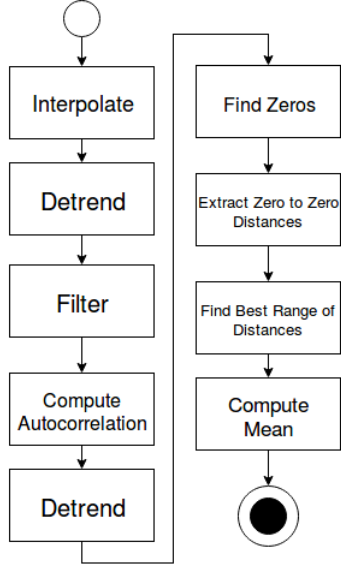 Interpolate
Detrend
Filter
Compute
Autocorrelation
Detrend
Find Zeros
Extract Zero to Zero
Distances
Find Best Range of
Distances
Compute
Mean